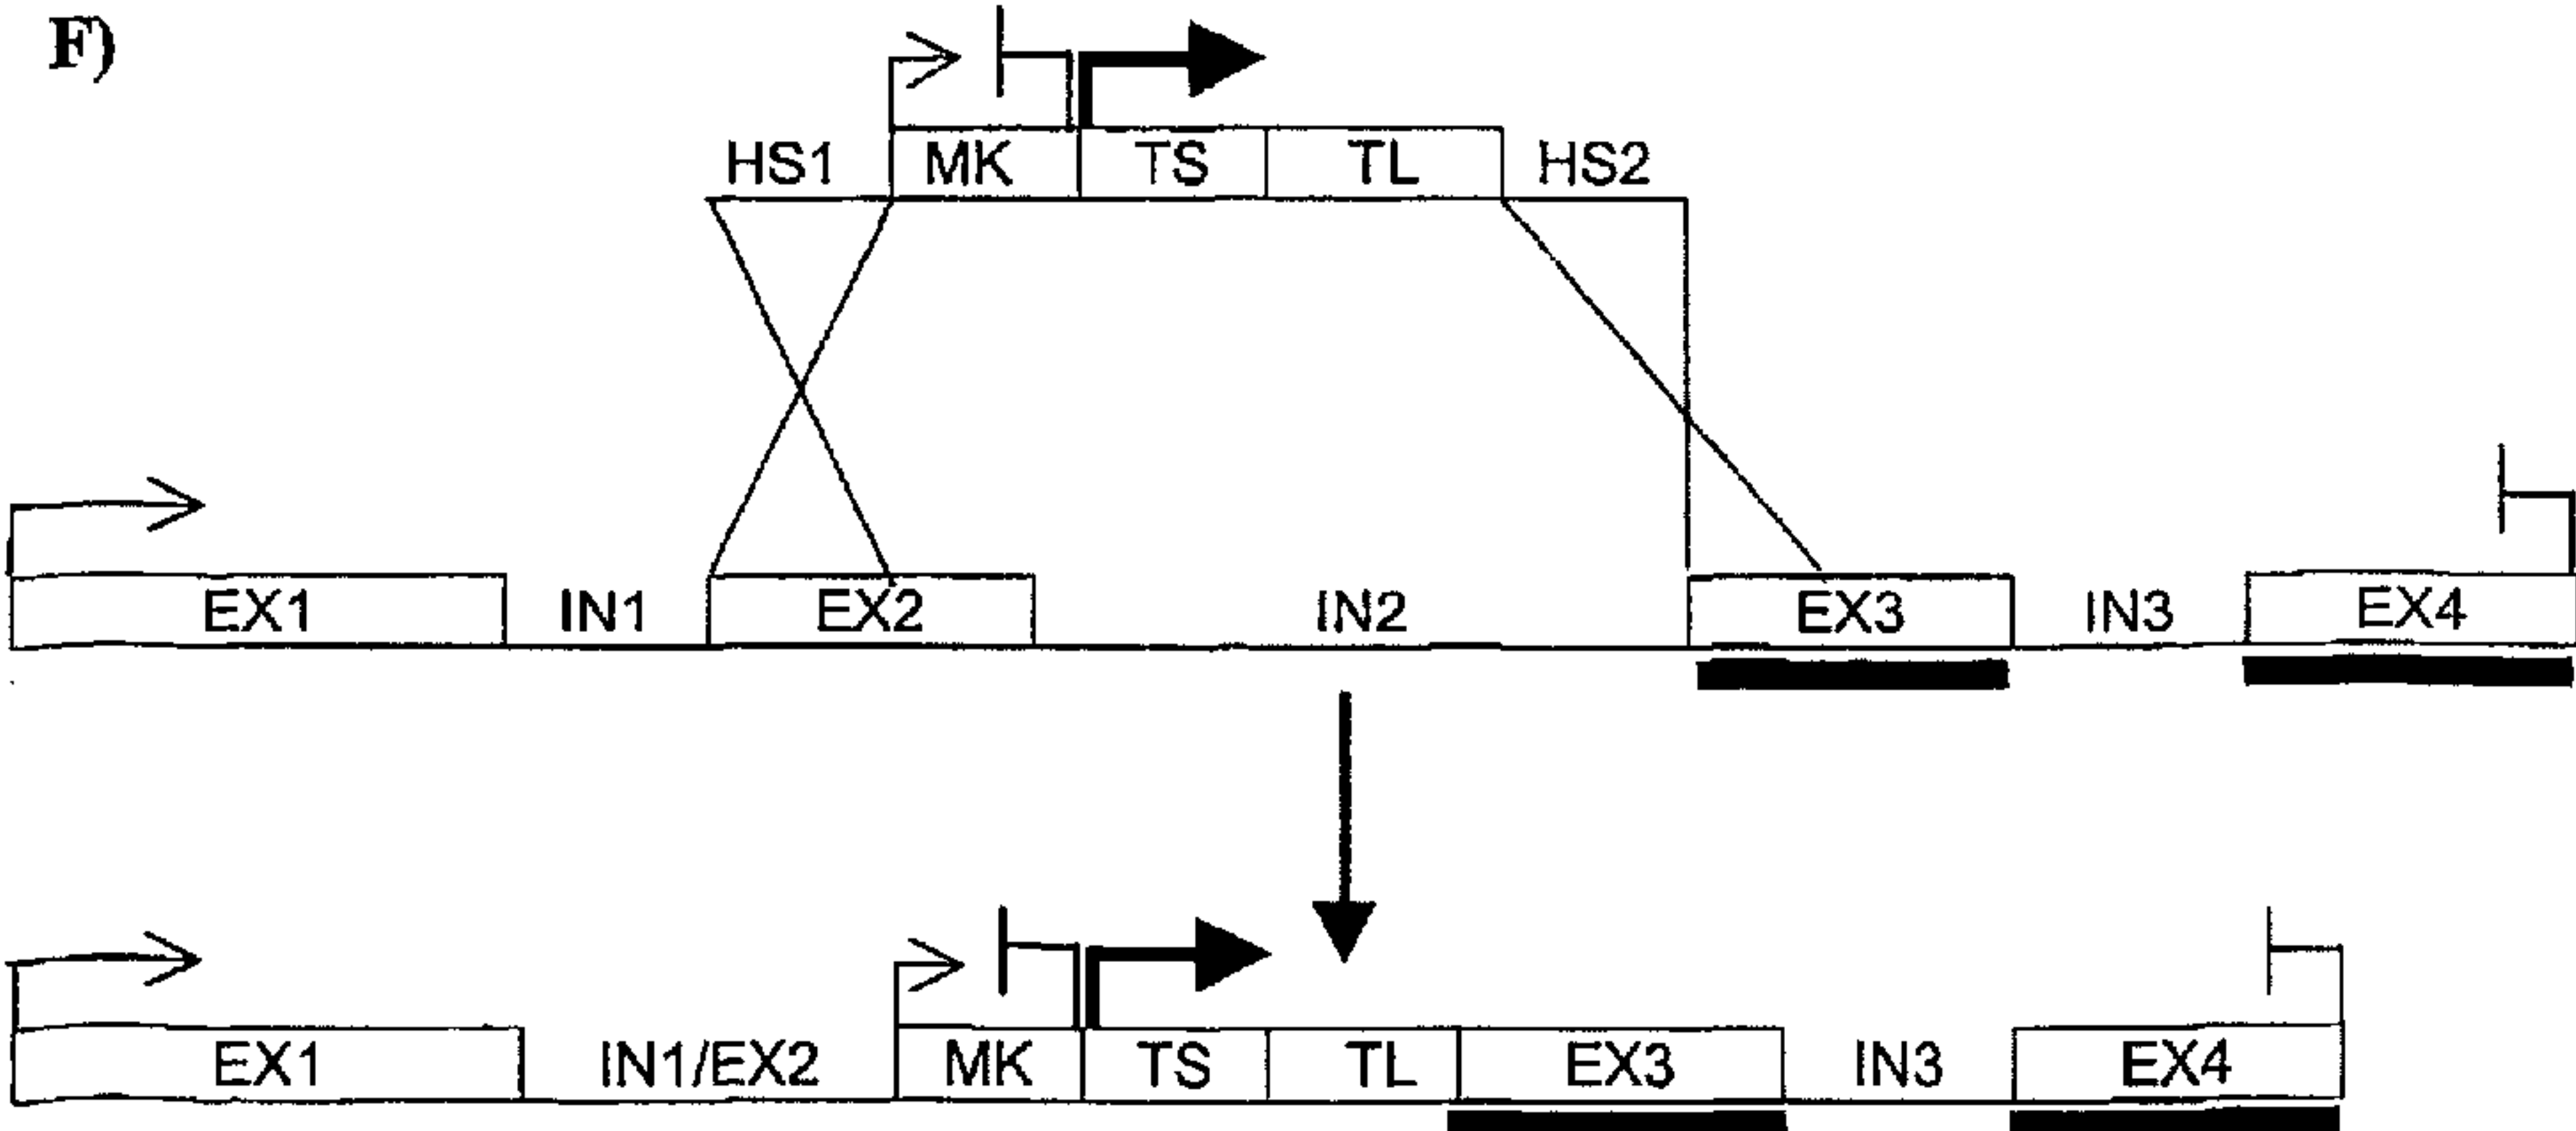 F)
HS1 MK TS TL HS2
EX1 IN1 EX2 IN2 EX3 IN3 EX4
EX1 IN1/EX2 MK TS TL EX3 IN3 EX4